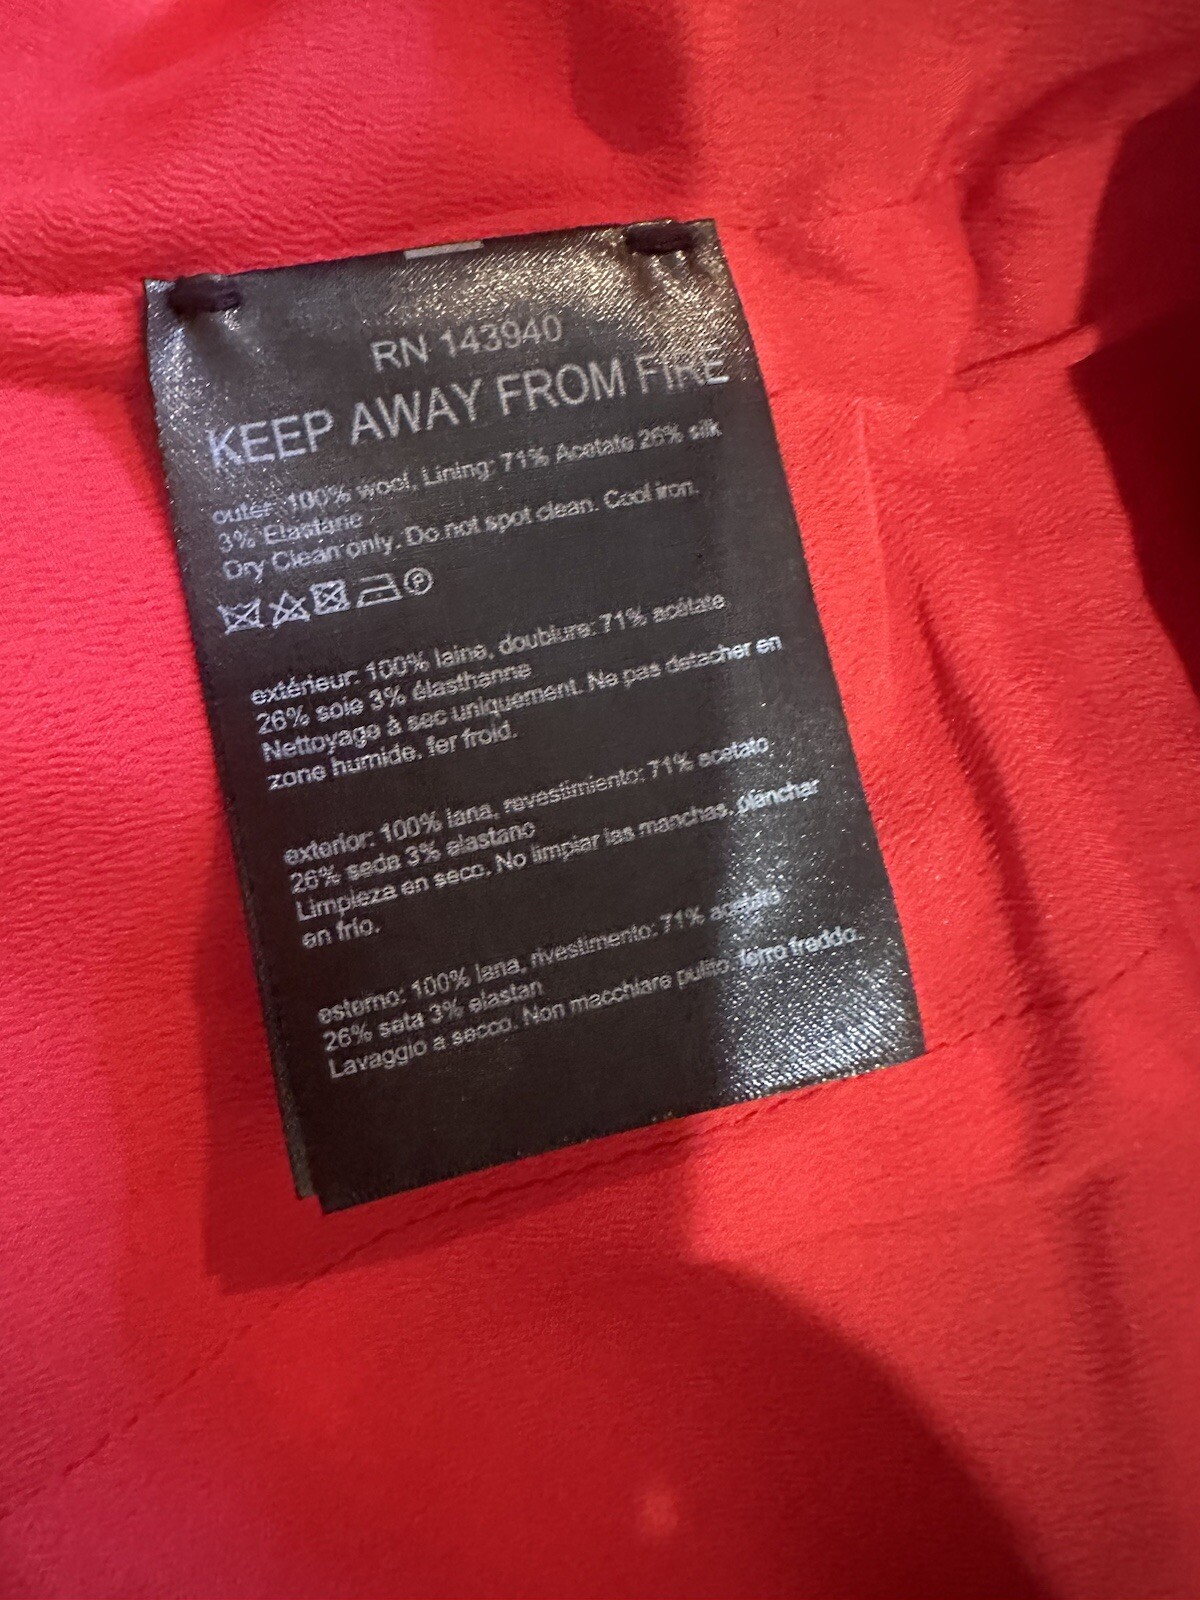 RN 143940
KEEP AWAY FROM FIRE
outer: 100% wool, Lining: 71% Acetate 26% silk
3% Elastane
Dry Clean only. Do not spot clean. Cool iron.
P
extérieur: 100% laine, doublure: 71% acétate
26% soie 3% élasthanne
Nettoyage à sec uniquement. Ne pas detacher en
zone humide, fer froid.
exterior: 100% lana, revestimiento: 71% acetato
26% seda 3% elastano
Limpieza en seco. No limpiar las manchas, planchar
en frío.
esterno: 100% lana, rivestimento: 71% acetato
26% seta 3% elastan
Lavaggio a secco. Non macchiare pulito, ferro freddo.